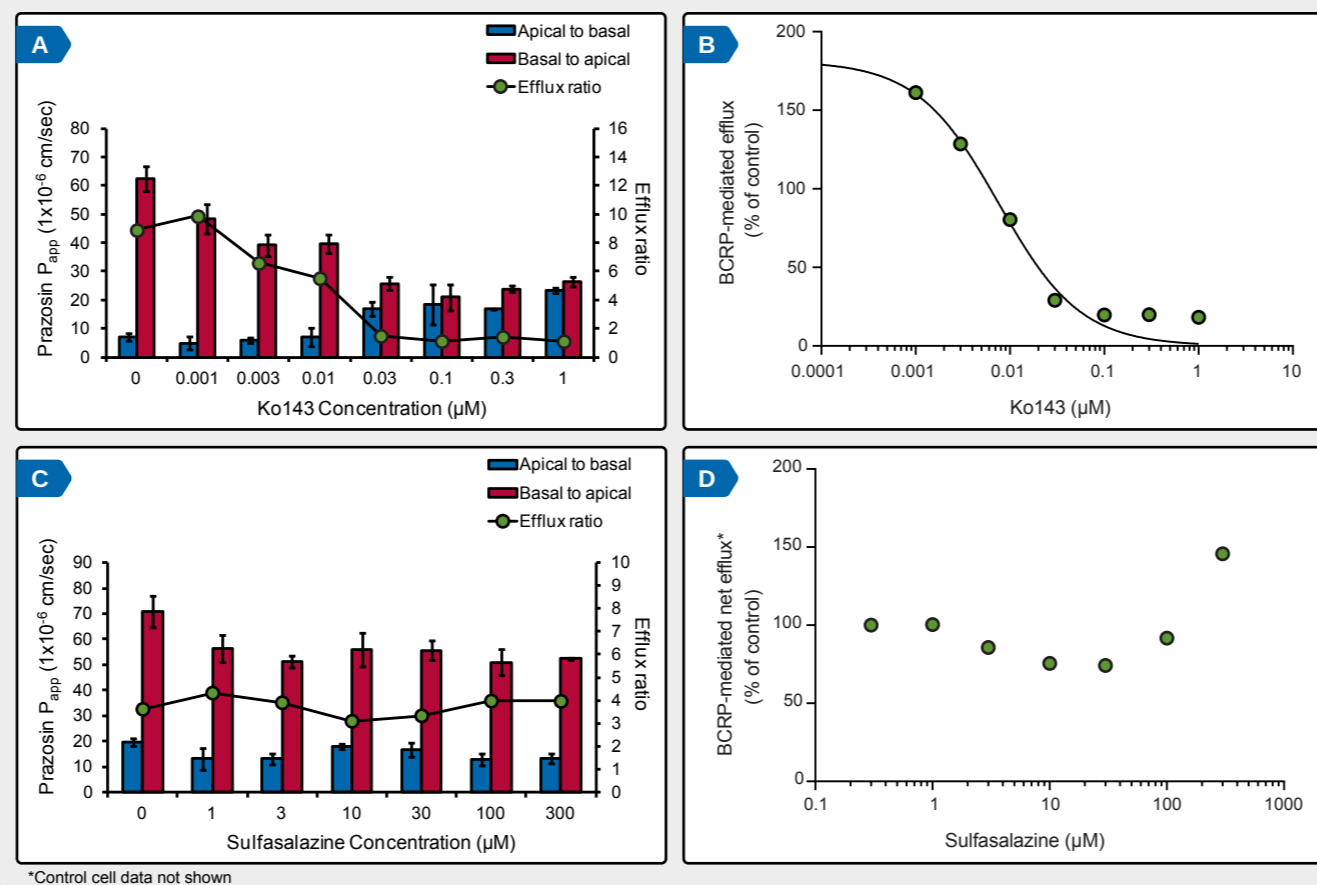 A
Apical to basal
Basal to apical
Efflux ratio
Prazosin Papp (1x10-6 cm/sec)
80
70
60
50
40
30
20
10
0
16
14
12
10
8
6
4
2
0
Efflux ratio
0 0.001 0.003 0.01 0.03 0.1 0.3 1
Ko143 Concentration (µM)
B
BCRP-mediated efflux
(% of control)
200
150
100
50
0
0.0001 0.001 0.01 0.1 1 10
Ko143 (µM)
C
Apical to basal
Basal to apical
Efflux ratio
Prazosin Papp (1x10-6 cm/sec)
90
80
70
60
50
40
30
20
10
0
10
9
8
7
6
5
4
3
2
1
0
Efflux ratio
0 1 3 10 30 100 300
Sulfasalazine Concentration (µM)
D
BCRP-mediated net efflux*
(% of control)
200
150
100
50
0
0.1 1 10 100 1000
Sulfasalazine (µM)
*Control cell data not shown